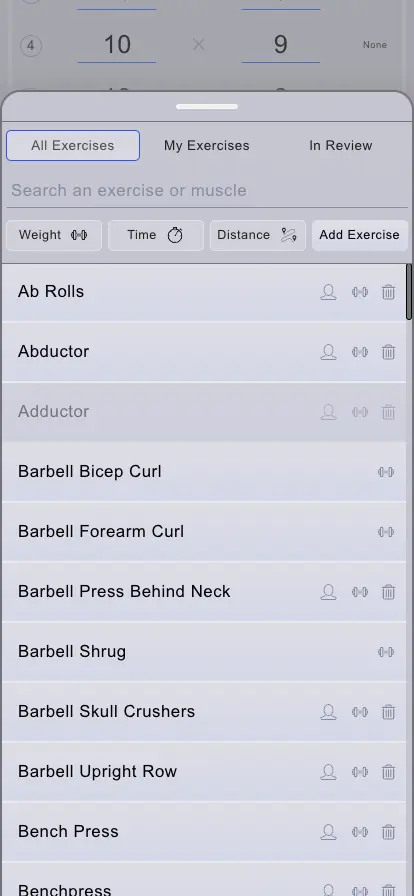 4 10 × 9 None
All Exercises My Exercises In Review
Search an exercise or muscle
Weight Time Distance Add Exercise
Ab Rolls
Abductor
Adductor
Barbell Bicep Curl
Barbell Forearm Curl
Barbell Press Behind Neck
Barbell Shrug
Barbell Skull Crushers
Barbell Upright Row
Bench Press
Benchpress